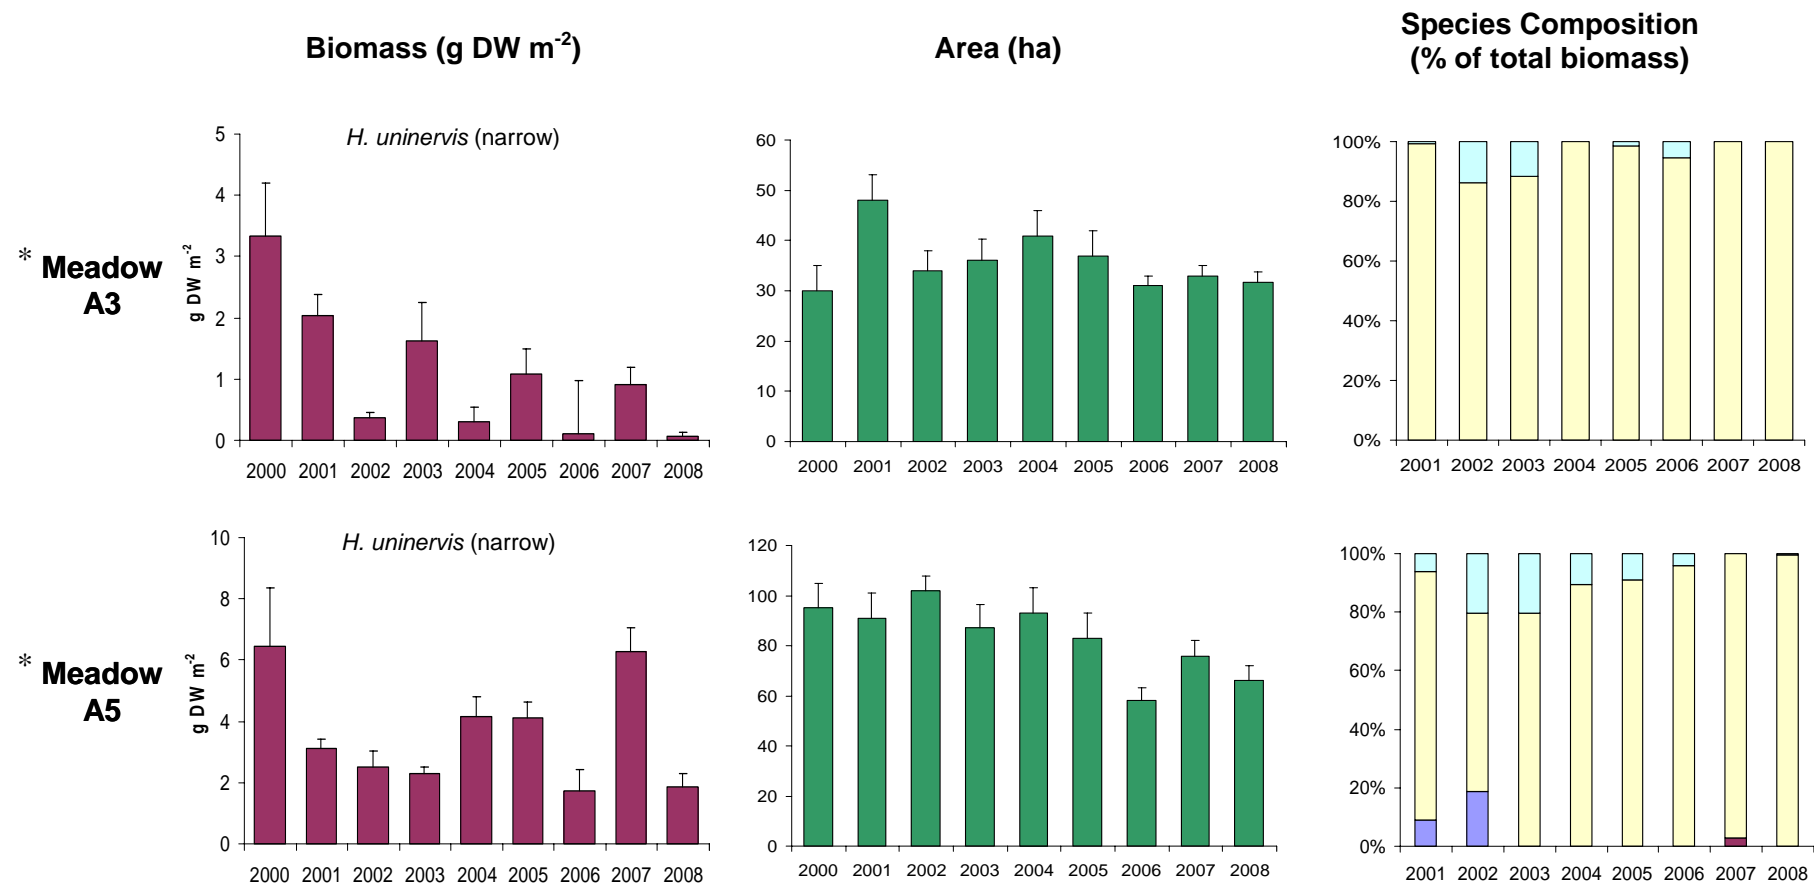 Biomass (g DW m-2)
Area (ha)
Species Composition
(% of total biomass)
* Meadow
A3
g DW m-2
H. uninervis (narrow)
5
4
3
2
1
0
2000 2001 2002 2003 2004 2005 2006 2007 2008
60
50
40
30
20
10
0
2000 2001 2002 2003 2004 2005 2006 2007 2008
100%
80%
60%
40%
20%
0%
2001 2002 2003 2004 2005 2006 2007 2008
* Meadow
A5
g DW m-2
H. uninervis (narrow)
10
8
6
4
2
0
2000 2001 2002 2003 2004 2005 2006 2007 2008
120
100
80
60
40
20
0
2000 2001 2002 2003 2004 2005 2006 2007 2008
100%
80%
60%
40%
20%
0%
2001 2002 2003 2004 2005 2006 2007 2008